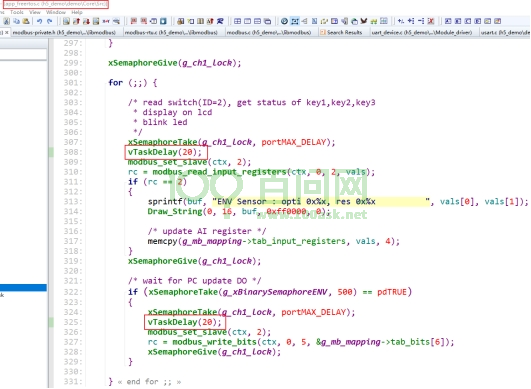 app_freertos.c (h5_demo\demo\Core\Src)
ns Tools View Window Help
modbus-private.h (h5_demo\...\libmodbus)
modbus-rtu.c (h5_demo\...\libmodbus)
modbus.c (h5_demo\...\libmodbus)
Search Results
uart_device.c (h5_demo\...\Module_driver)
usart.c (h5_demo\
297: }
298:
299: xSemaphoreGive(g_ch1_lock);
300:
301: for (;;) {
302:
303: /* read switch(ID=2), get status of key1,key2,key3
304: * display on lcd
305: * blink led
306: */
307: xSemaphoreTake(g_ch1_lock, portMAX_DELAY);
308: vTaskDelay(20);
309: modbus_set_slave(ctx, 2);
310: rc = modbus_read_input_registers(ctx, 0, 2, vals);
311: if (rc == 2)
312: {
313: sprintf(buf, "ENV Sensor : opti 0x%x, res 0x%x ", vals[0], vals[1]);
314: Draw_String(0, 16, buf, 0xff0000, 0);
315:
316: /* update AI register */
317: memcpy(g_mb_mapping->tab_input_registers, vals, 4);
318: }
319: xSemaphoreGive(g_ch1_lock);
320:
321: /* wait for PC update DO */
322: if (xSemaphoreTake(g_xBinarySemaphoreENV, 500) == pdTRUE)
323: {
324: xSemaphoreTake(g_ch1_lock, portMAX_DELAY);
325: vTaskDelay(20);
326: modbus_set_slave(ctx, 2);
327: rc = modbus_write_bits(ctx, 0, 5, &g_mb_mapping->tab_bits[6]);
328: xSemaphoreGive(g_ch1_lock);
329: }
330:
331: } « end for ;; »
百问网
www.100ask.net